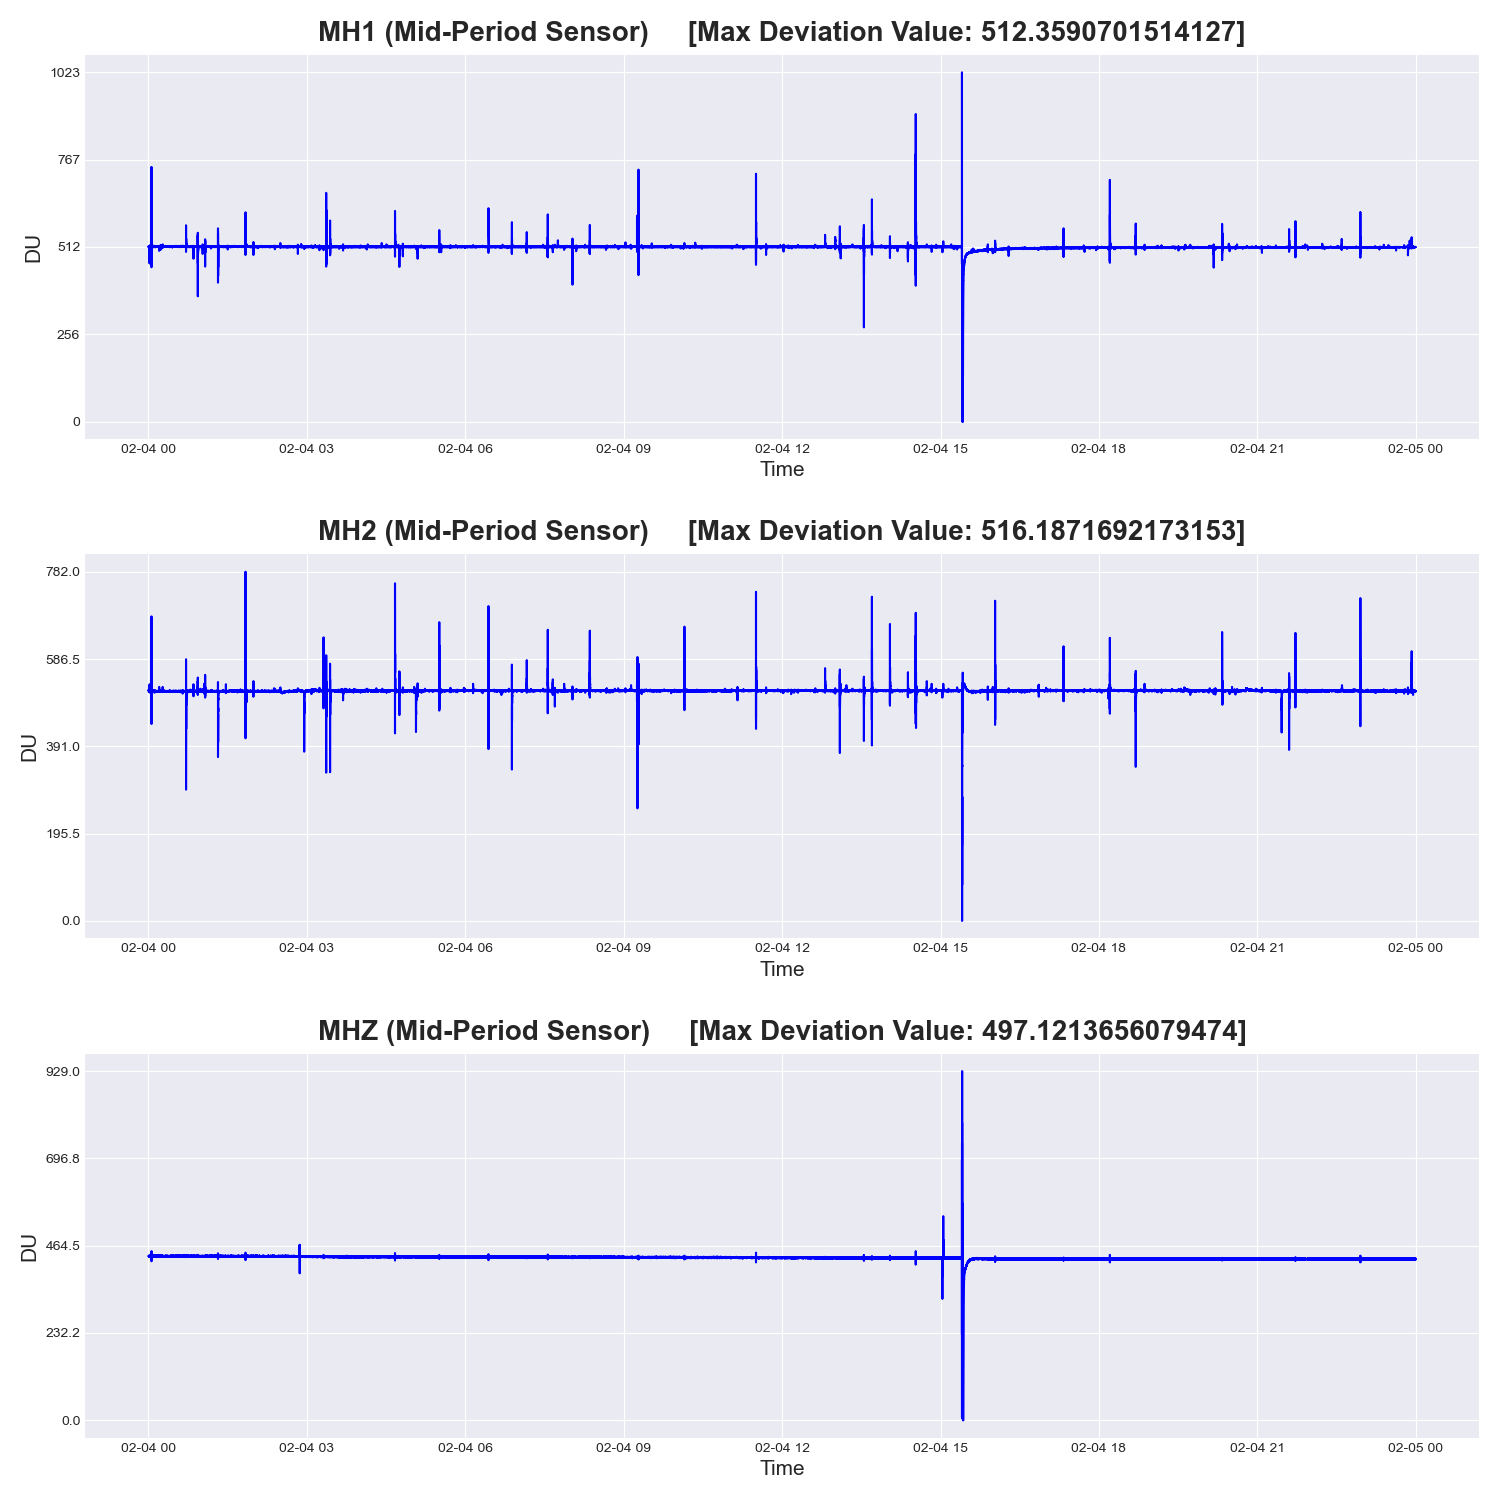 MH1 (Mid-Period Sensor) [Max Deviation Value: 512.3590701514127]
1023
767
512
256
0
DU
02-04 00 02-04 03 02-04 06 02-04 09 02-04 12 02-04 15 02-04 18 02-04 21 02-05 00
Time
MH2 (Mid-Period Sensor) [Max Deviation Value: 516.1871692173153]
782.0
586.5
391.0
195.5
0.0
DU
02-04 00 02-04 03 02-04 06 02-04 09 02-04 12 02-04 15 02-04 18 02-04 21 02-05 00
Time
MHZ (Mid-Period Sensor) [Max Deviation Value: 497.1213656079474]
929.0
696.8
464.5
232.2
0.0
DU
02-04 00 02-04 03 02-04 06 02-04 09 02-04 12 02-04 15 02-04 18 02-04 21 02-05 00
Time